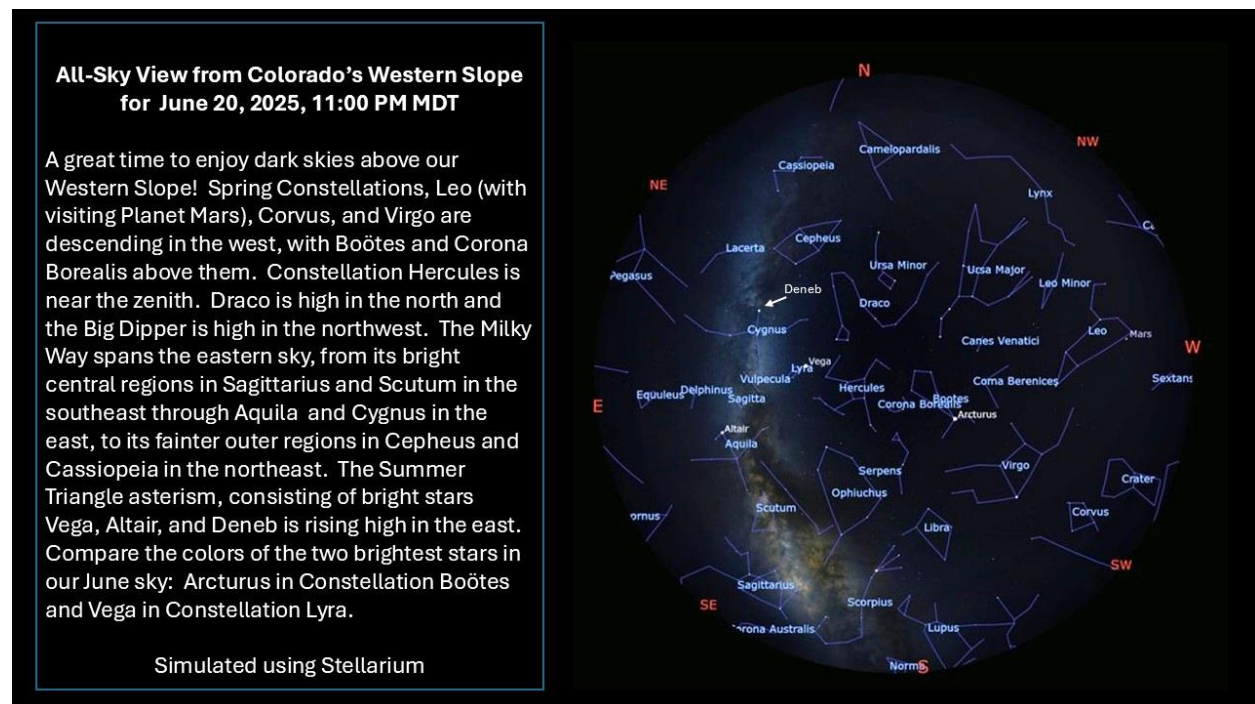 All-Sky View from Colorado's Western Slope
for June 20, 2025, 11:00 PM MDT
A great time to enjoy dark skies above our
Western Slope! Spring Constellations, Leo (with
visiting Planet Mars), Corvus, and Virgo are
descending in the west, with Boötes and Corona
Borealis above them. Constellation Hercules is
near the zenith. Draco is high in the north and
the Big Dipper is high in the northwest. The Milky
Way spans the eastern sky, from its bright
central regions in Sagittarius and Scutum in the
southeast through Aquila and Cygnus in the
east, to its fainter outer regions in Cepheus and
Cassiopeia in the northeast. The Summer
Triangle asterism, consisting of bright stars
Vega, Altair, and Deneb is rising high in the east.
Compare the colors of the two brightest stars in
our June sky: Arcturus in Constellation Boötes
and Vega in Constellation Lyra.
Simulated using Stellarium
N
NW
Camelopardalis
Cassiopeia
NE
Lynx
Cepheus
Lacerta
Ursa Minor
Ursa Major
Pegasus
Leo Minor
Deneb
Draco
Cygnus
Leo
Mars
Canes Venatici
W
Vega
Lyra
Vulpecula
Sextans
Coma Berenices
Hercules
Delphinus
Equuleus
Sagitta
Bootes
Corona Borealis
E
Arcturus
Altair
Aquila
Virgo
Serpens
Crater
Ophiuchus
Scutum
Corvus
ornus
Libra
SW
Sagittarius
SE
Scorpius
orona Australis
Lupus
Norma
S